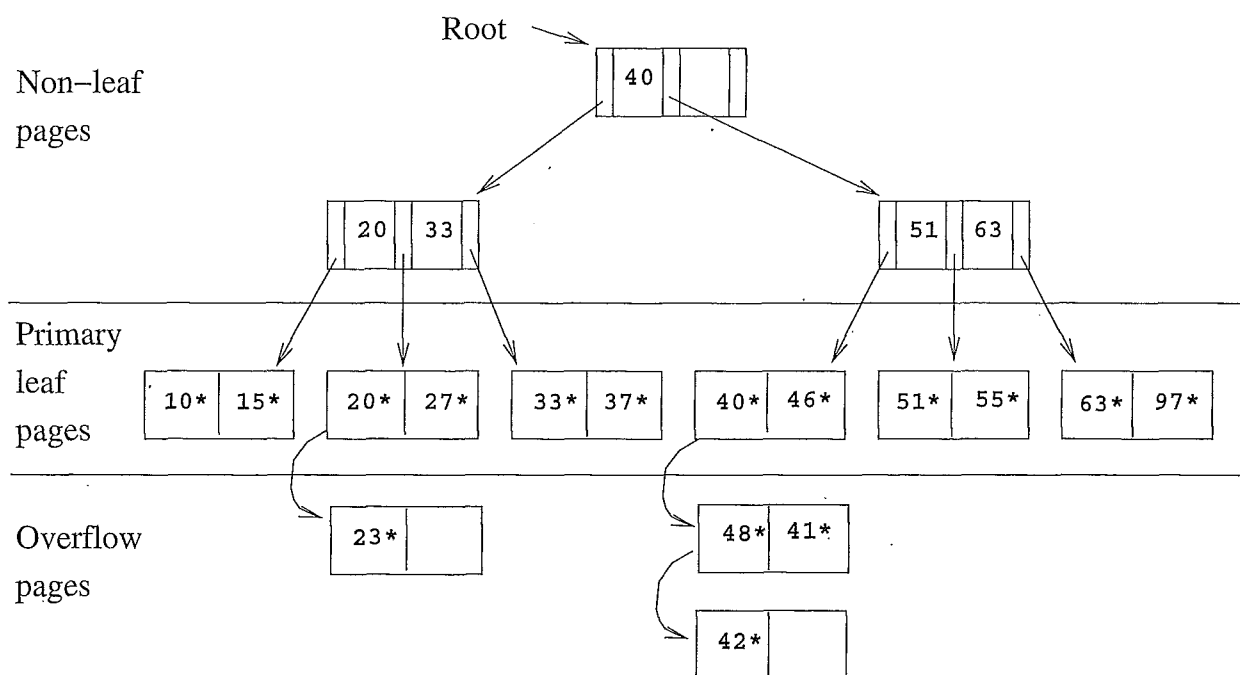 Root
Non–leaf
pages
40
20 33
51 63
Primary
leaf
pages
10* 15*
20* 27*
33* 37*
40* 46*
51* 55*
63* 97*
Overflow
pages
23*
48* 41*
42*